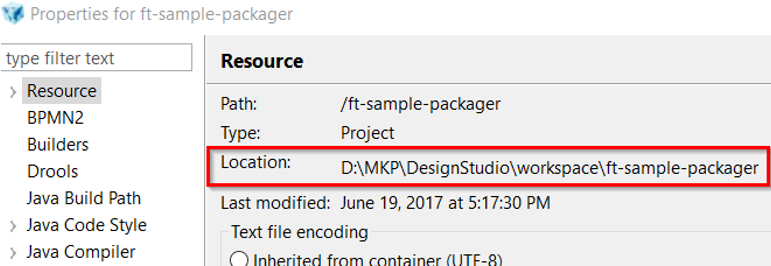 Properties for ft-sample-packager
type filter text
Resource
BPMN2
Builders
Drools
Java Build Path
Java Code Style
Java Compiler
Resource
Path: /ft-sample-packager
Type: Project
Location: D:\MKP\DesignStudio\workspace\ft-sample-packager
Last modified: June 19, 2017 at 5:17:30 PM
Text file encoding
Inherited from container (UTF-8)